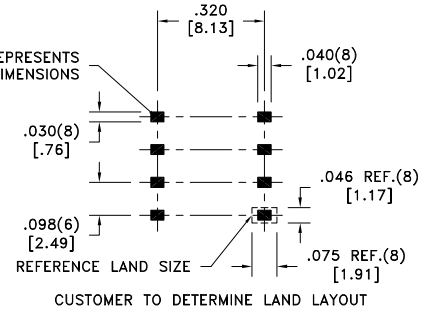 .320
[8.13]
EPRESENTS
IMENSIONS
.040(8)
[1.02]
.030(8)
[.76]
.046 REF.(8)
[1.17]
.098(6)
[2.49]
.075 REF.(8)
[1.91]
REFERENCE LAND SIZE
CUSTOMER TO DETERMINE LAND LAYOUT